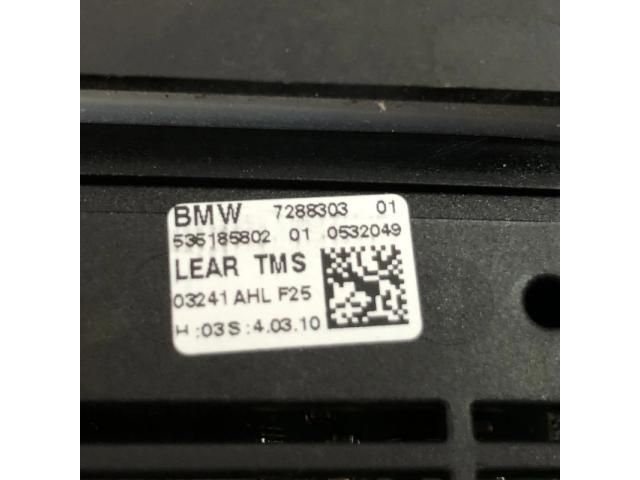 BMW 7288303 01
535185802 01 0532049
LEAR TMS
03241 AHL F25
H :03 S :4.03.10